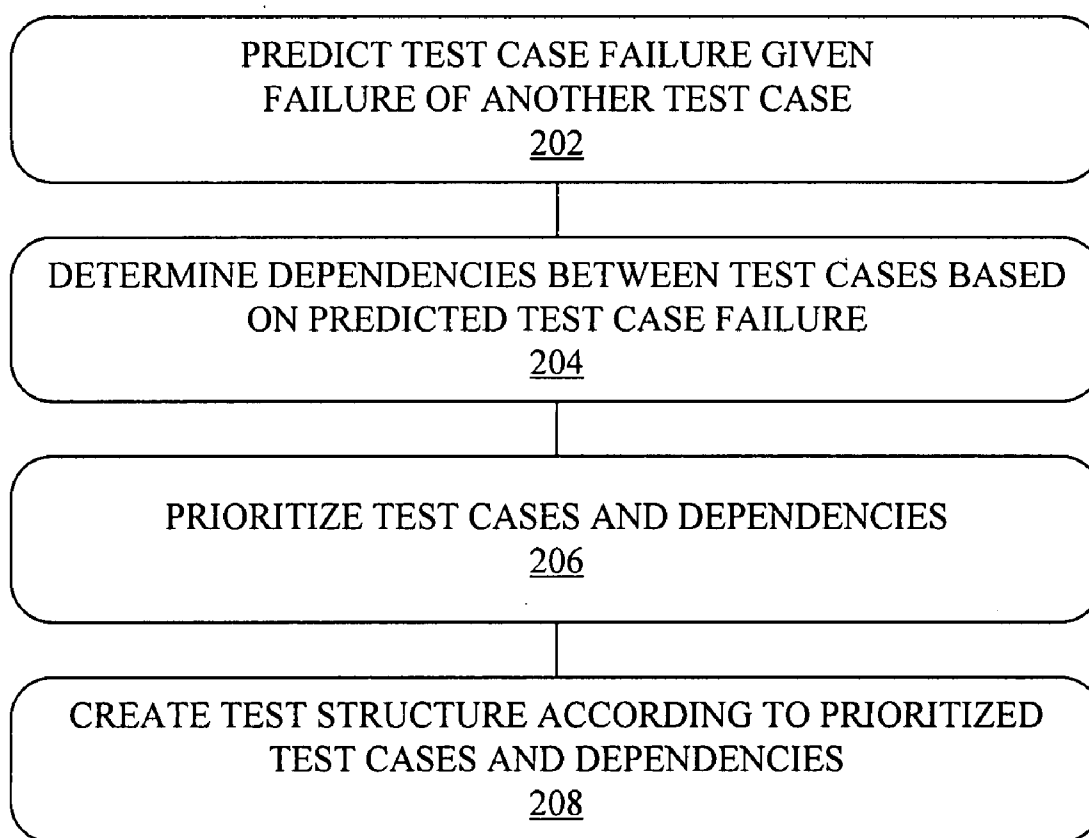 PREDICT TEST CASE FAILURE GIVEN
FAILURE OF ANOTHER TEST CASE
202
DETERMINE DEPENDENCIES BETWEEN TEST CASES BASED
ON PREDICTED TEST CASE FAILURE
204
PRIORITIZE TEST CASES AND DEPENDENCIES
206
CREATE TEST STRUCTURE ACCORDING TO PRIORITIZED
TEST CASES AND DEPENDENCIES
208